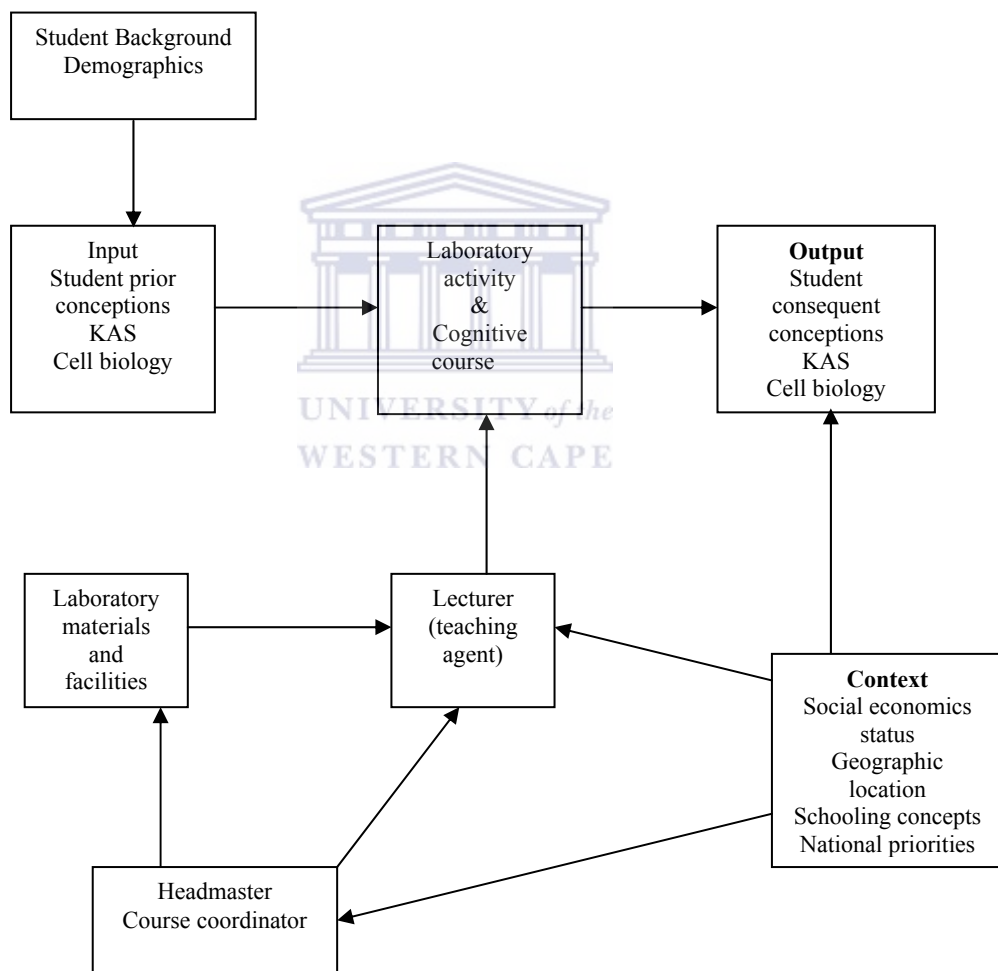 Student Background
Demographics
Input
Student prior
conceptions
KAS
Cell biology
Laboratory
activity
&
Cognitive
course
Output
Student
consequent
conceptions
KAS
Cell biology
UNIVERSITY of the
WESTERN CAPE
Laboratory
materials
and
facilities
Lecturer
(teaching
agent)
Context
Social economics
status
Geographic
location
Schooling concepts
National priorities
Headmaster
Course coordinator